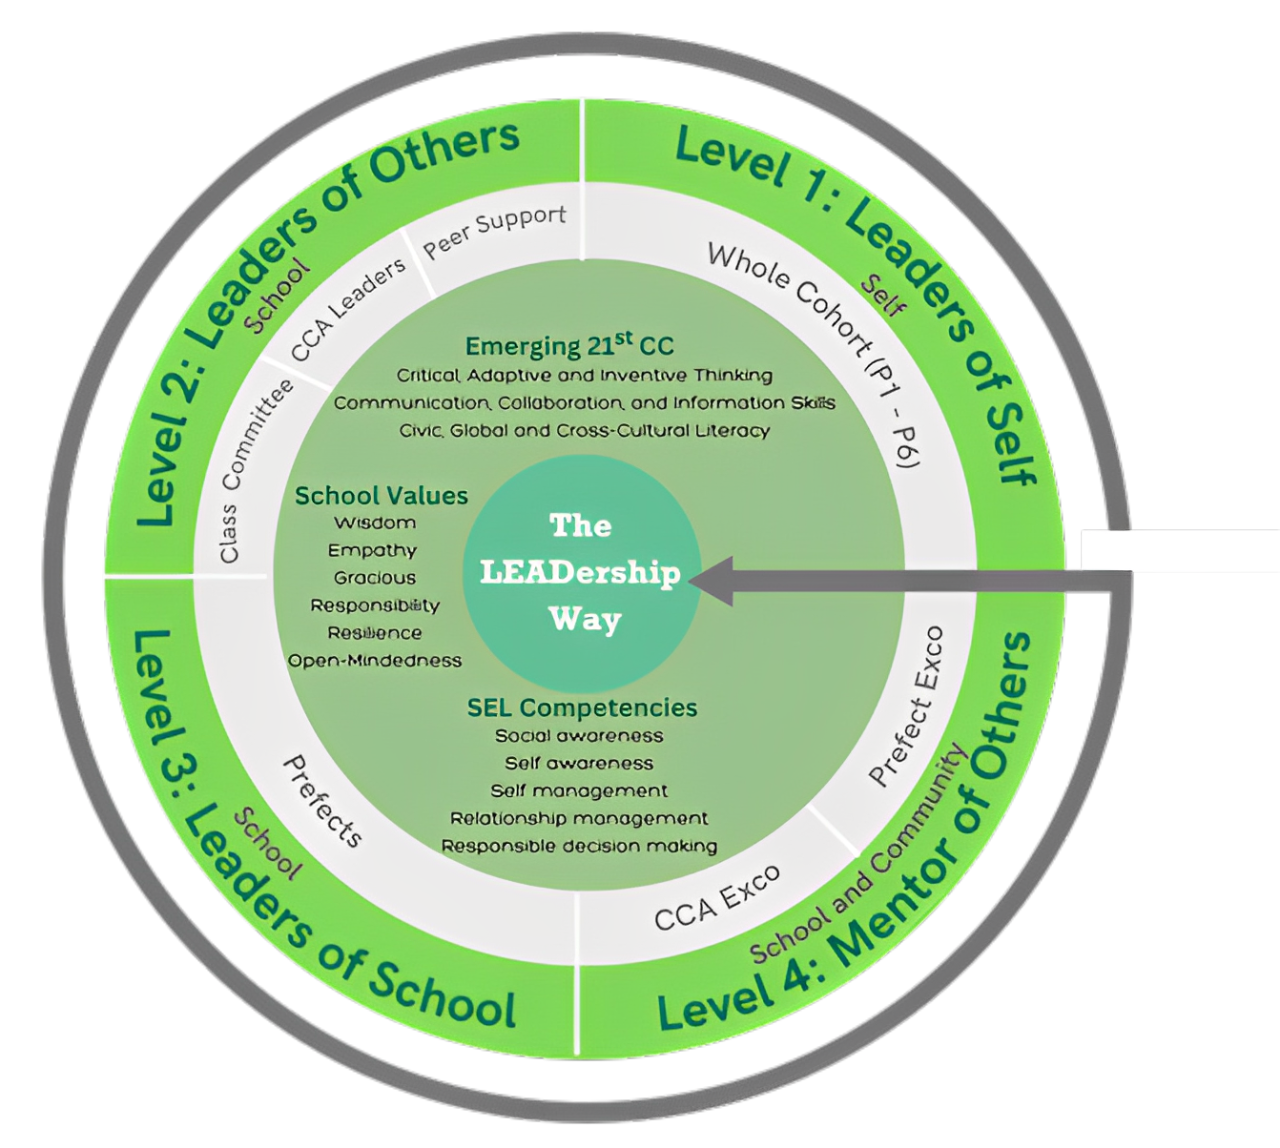 Level 1: Leaders of Self
Self
Whole Cohort (P1 - P6)
Level 2: Leaders of Others
School
Peer Support
CCA Leaders
Class Committee
Level 3: Leaders of School
School
Prefects
Level 4: Mentor of Others
School and Community
CCA Exco
Prefect Exco
Emerging 21st CC
Critical, Adaptive and Inventive Thinking
Communication, Collaboration, and Information Skills
Civic, Global and Cross-Cultural Literacy
School Values
Wisdom
Empathy
Gracious
Responsibility
Resilience
Open-Mindedness
The
LEADership
Way
SEL Competencies
Social awareness
Self awareness
Self management
Relationship management
Responsible decision making